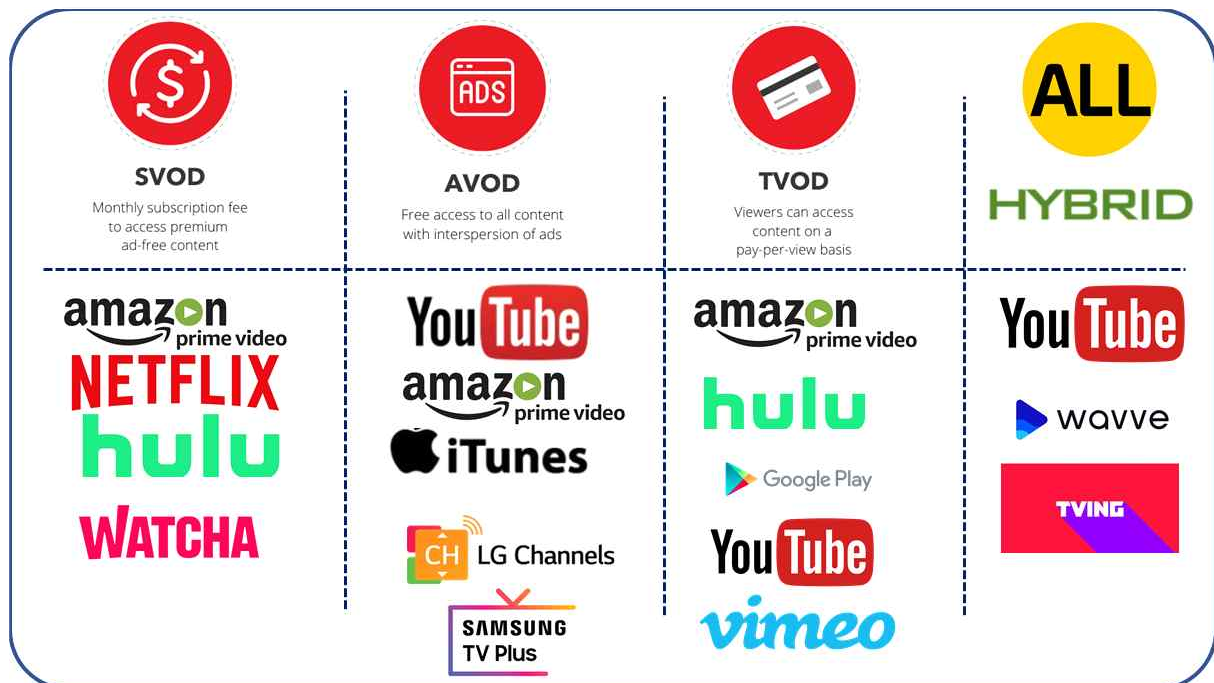 SVOD
Monthly subscription fee
to access premium
ad-free content
ADS
AVOD
Free access to all content
with interspersion of ads
TVOD
Viewers can access
content on a
pay-per-view basis
ALL
HYBRID
amazon
prime video
NETFLIX
hulu
WATCHA
YouTube
amazon
prime video
iTunes
CH LG Channels
SAMSUNG
TV Plus
amazon
prime video
hulu
Google Play
YouTube
vimeo
YouTube
wavve
TVING